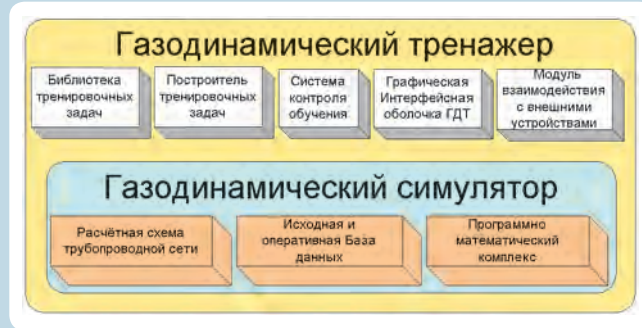 Газодинамический тренажер
Библиотека
тренировочных
задач
Построитель
тренировочных
задач
Система
контроля
обучения
Графическая
Интерфейсная
оболочка ГДТ
Модуль
взаимодействия
с внешними
устройствами
Газодинамический симулятор
Расчётная схема
трубопроводной сети
Исходная и
оперативная База
данных
Программно
математический
комплекс